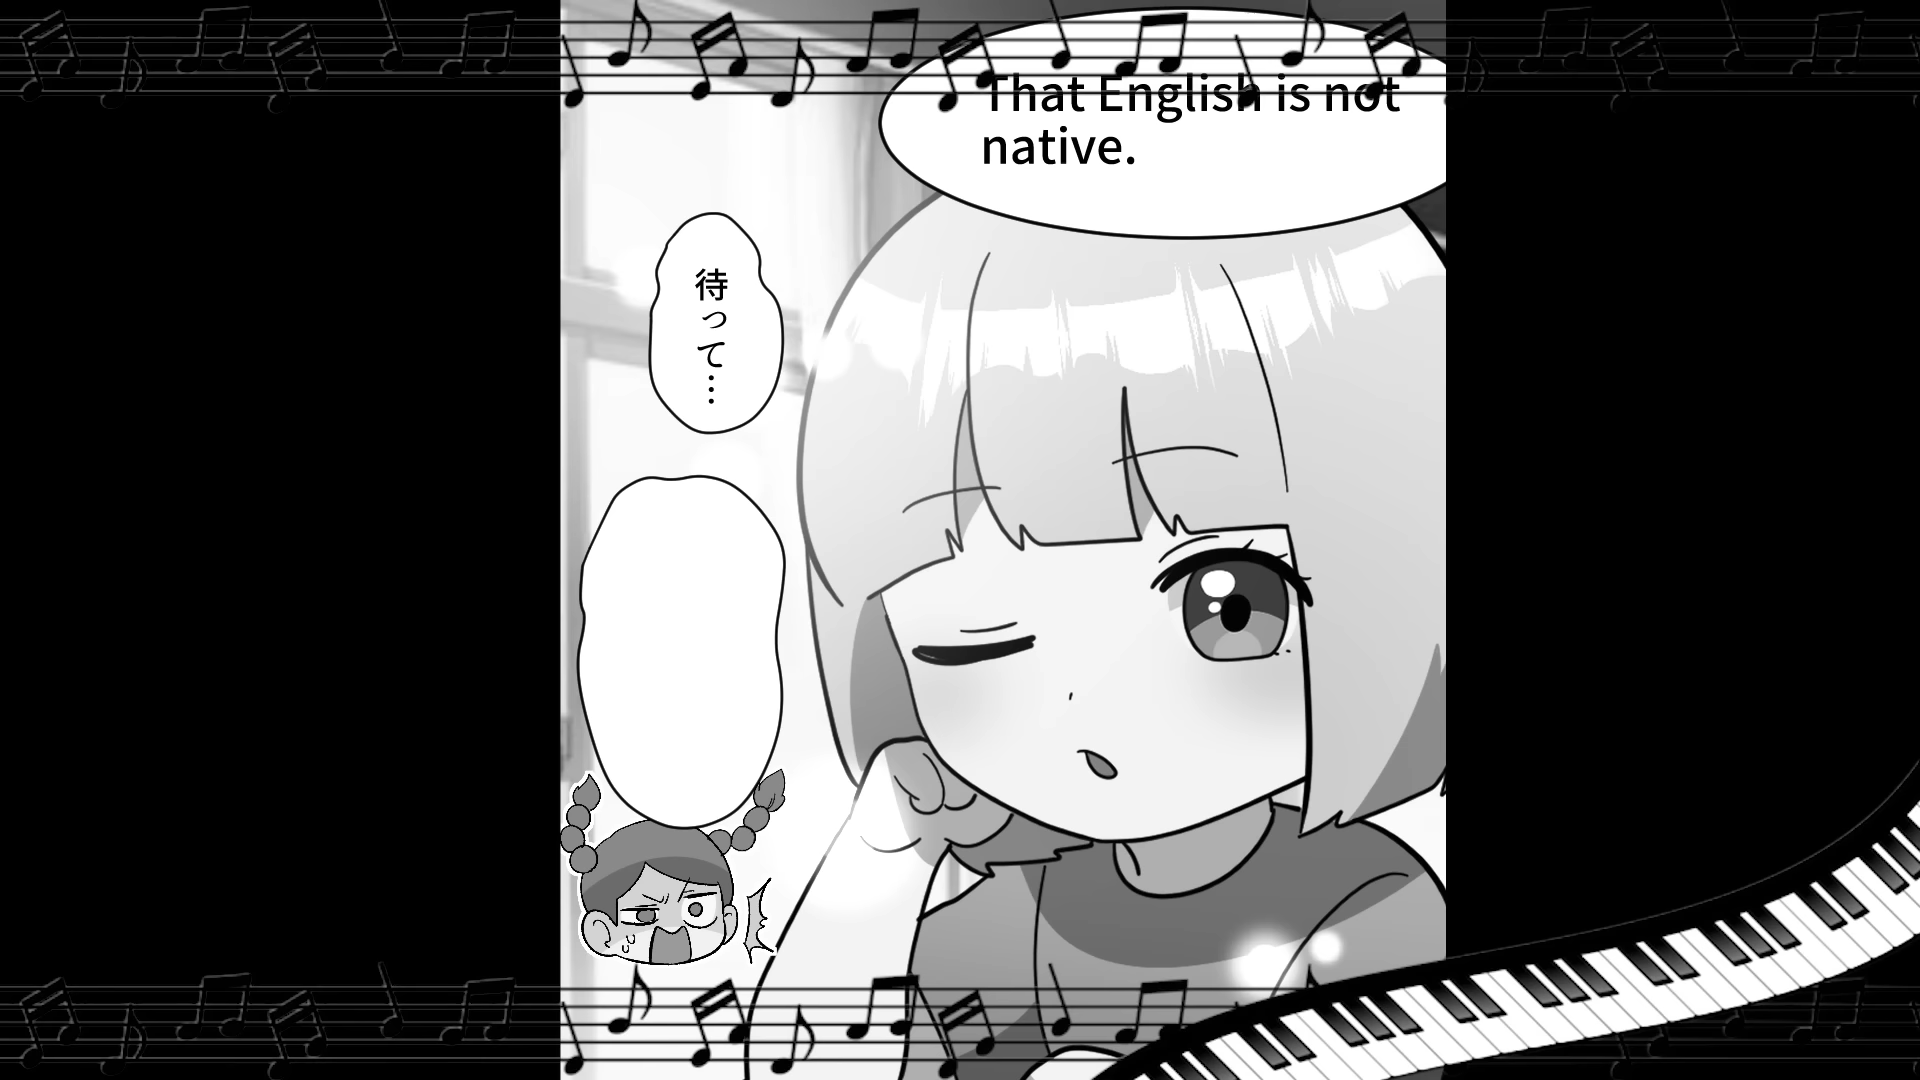 That English is not
native.
待って…